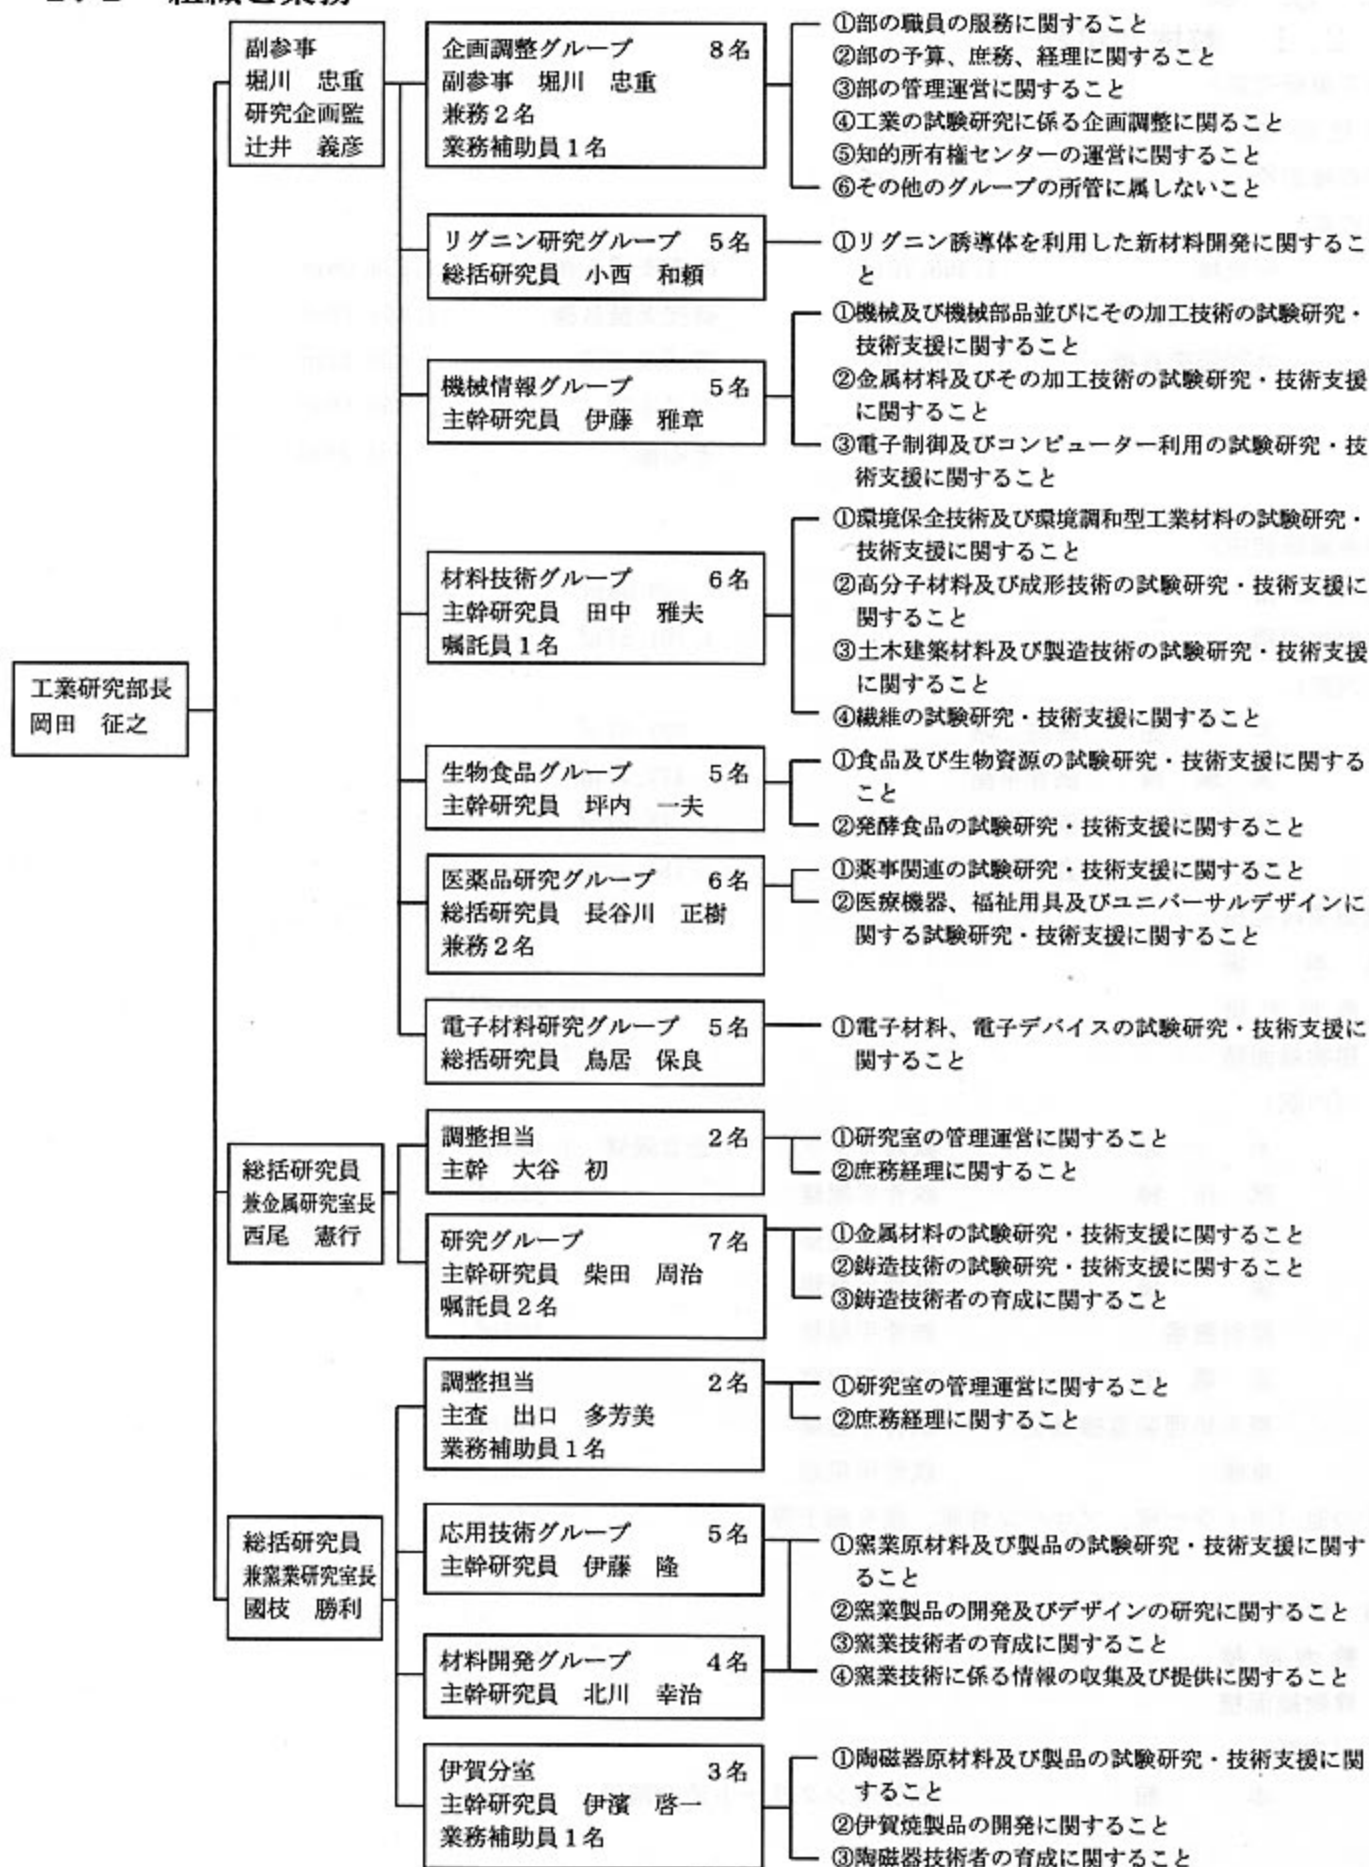 工業研究部長
岡田　征之
副参事
堀川　忠重
研究企画監
辻井　義彦
企画調整グループ　8名
副参事　堀川　忠重
兼務2名
業務補助員1名
①部の職員の服務に関すること
②部の予算、庶務、経理に関すること
③部の管理運営に関すること
④工業の試験研究に係る企画調整に関ること
⑤知的所有権センターの運営に関すること
⑥その他のグループの所管に属しないこと
リグニン研究グループ　5名
総括研究員　小西　和頼
①リグニン誘導体を利用した新材料開発に関するこ
と
機械情報グループ　5名
主幹研究員　伊藤　雅章
①機械及び機械部品並びにその加工技術の試験研究・
技術支援に関すること
②金属材料及びその加工技術の試験研究・技術支援
に関すること
③電子制御及びコンピューター利用の試験研究・技
術支援に関すること
材料技術グループ　6名
主幹研究員　田中　雅夫
嘱託員1名
①環境保全技術及び環境調和型工業材料の試験研究・
技術支援に関すること
②高分子材料及び成形技術の試験研究・技術支援に
関すること
③土木建築材料及び製造技術の試験研究・技術支援
に関すること
④繊維の試験研究・技術支援に関すること
生物食品グループ　5名
主幹研究員　坪内　一夫
①食品及び生物資源の試験研究・技術支援に関する
こと
②発酵食品の試験研究・技術支援に関すること
医薬品研究グループ　6名
総括研究員　長谷川　正樹
兼務2名
①薬事関連の試験研究・技術支援に関すること
②医療機器、福祉用具及びユニバーサルデザインに
関する試験研究・技術支援に関すること
電子材料研究グループ　5名
総括研究員　鳥居　保良
①電子材料、電子デバイスの試験研究・技術支援に
関すること
総括研究員
兼金属研究室長
西尾　憲行
調整担当　2名
主幹　大谷　初
①研究室の管理運営に関すること
②庶務経理に関すること
研究グループ　7名
主幹研究員　柴田　周治
嘱託員2名
①金属材料の試験研究・技術支援に関すること
②鋳造技術の試験研究・技術支援に関すること
③鋳造技術者の育成に関すること
総括研究員
兼窯業研究室長
國枝　勝利
調整担当　2名
主査　出口　多芳美
業務補助員1名
①研究室の管理運営に関すること
②庶務経理に関すること
応用技術グループ　5名
主幹研究員　伊藤　隆
材料開発グループ　4名
主幹研究員　北川　幸治
①窯業原材料及び製品の試験研究・技術支援に関す
ること
②窯業製品の開発及びデザインの研究に関すること
③窯業技術者の育成に関すること
④窯業技術に係る情報の収集及び提供に関すること
伊賀分室　3名
主幹研究員　伊濱　啓一
業務補助員1名
①陶磁器原材料及び製品の試験研究・技術支援に関
すること
②伊賀焼製品の開発に関すること
③陶磁器技術者の育成に関すること